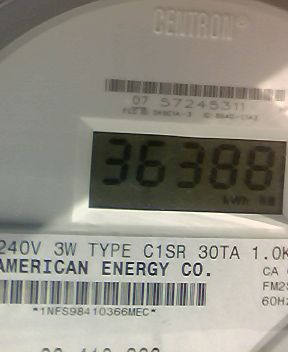 CENTRON®
07 57245311
36388
kWh
240V 3W TYPE C1SR 30TA 1.0K
AMERICAN ENERGY CO.
CA
FM2S
60HZ
*1NFS98410366MEC*